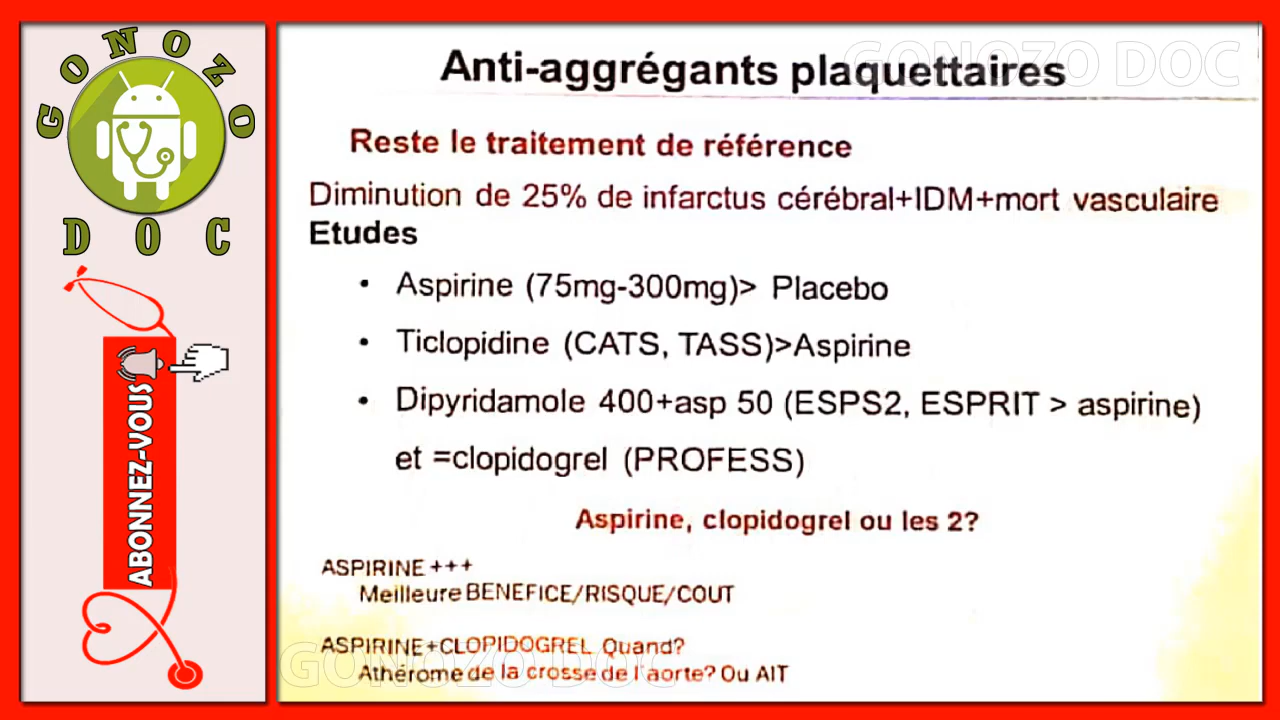 GONOZO
DOC
ABONNEZ-VOUS
GONOZO DOC
Anti-aggrégants plaquettaires
Reste le traitement de référence
Diminution de 25% de infarctus cérébral+IDM+mort vasculaire
Etudes
• Aspirine (75mg-300mg)> Placebo
• Ticlopidine (CATS, TASS)>Aspirine
• Dipyridamole 400+asp 50 (ESPS2, ESPRIT > aspirine)
et =clopidogrel (PROFESS)
Aspirine, clopidogrel ou les 2?
ASPIRINE +++
Meilleure BENEFICE/RISQUE/COUT
ASPIRINE+CLOPIDOGREL Quand?
GONOZO DOC
Athérome de la crosse de l'aorte? Ou AIT